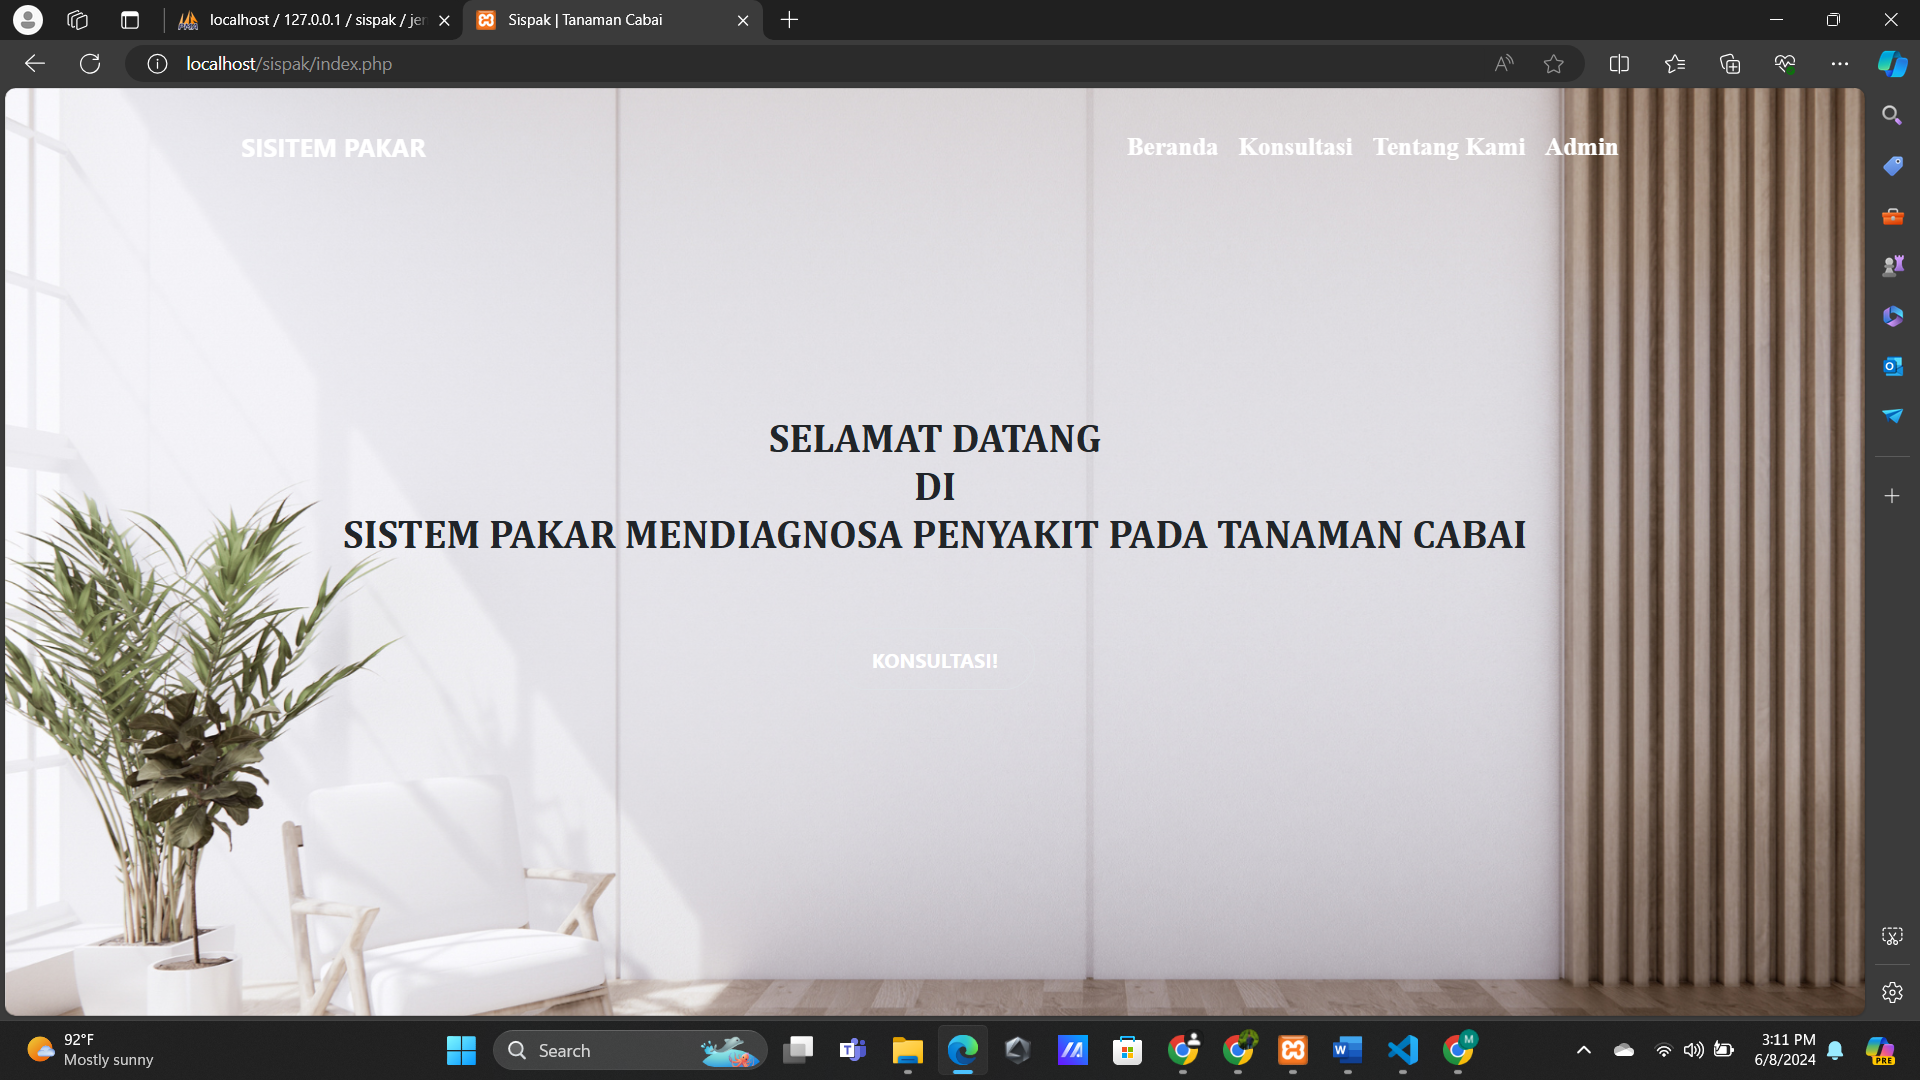 localhost / 127.0.0.1 / sispak / jer
Sispak | Tanaman Cabai
localhost/sispak/index.php
SISITEM PAKAR
Beranda Konsultasi Tentang Kami Admin
SELAMAT DATANG
DI
SISTEM PAKAR MENDIAGNOSA PENYAKIT PADA TANAMAN CABAI
KONSULTASI!
92°F
Mostly sunny
Search
3:11 PM
6/8/2024
PRE